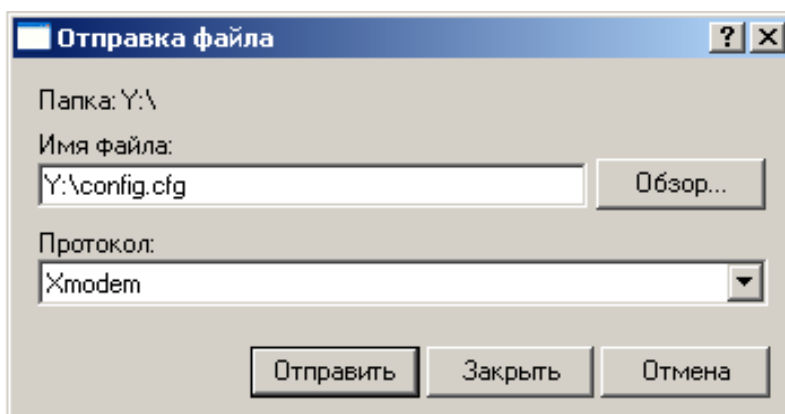 Отправка файла
Папка: Y:\
Имя файла:
Y:\config.cfg
Обзор...
Протокол:
Xmodem
Отправить
Закрыть
Отмена